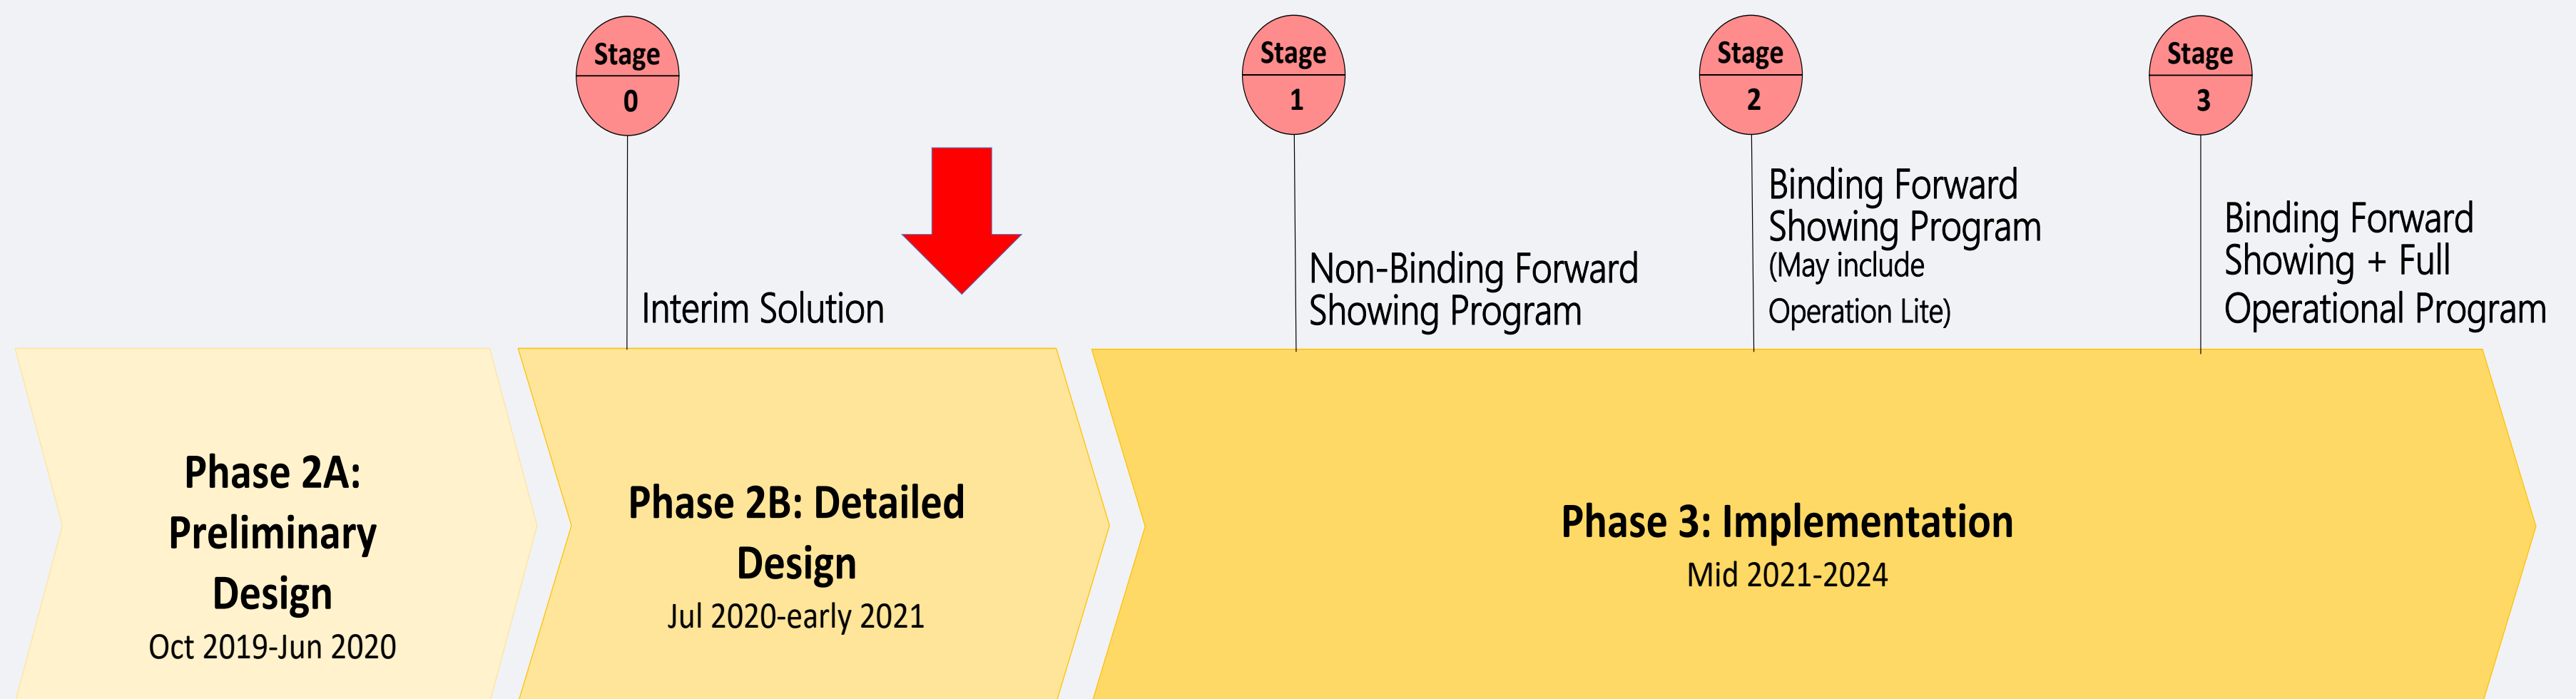 Stage
0
Stage
1
Stage
2
Stage
3
Interim Solution
Non-Binding Forward
Showing Program
Binding Forward
Showing Program
(May include
Operation Lite)
Binding Forward
Showing + Full
Operational Program
Phase 2A:
Preliminary
Design
Oct 2019-Jun 2020
Phase 2B: Detailed
Design
Jul 2020-early 2021
Phase 3: Implementation
Mid 2021-2024